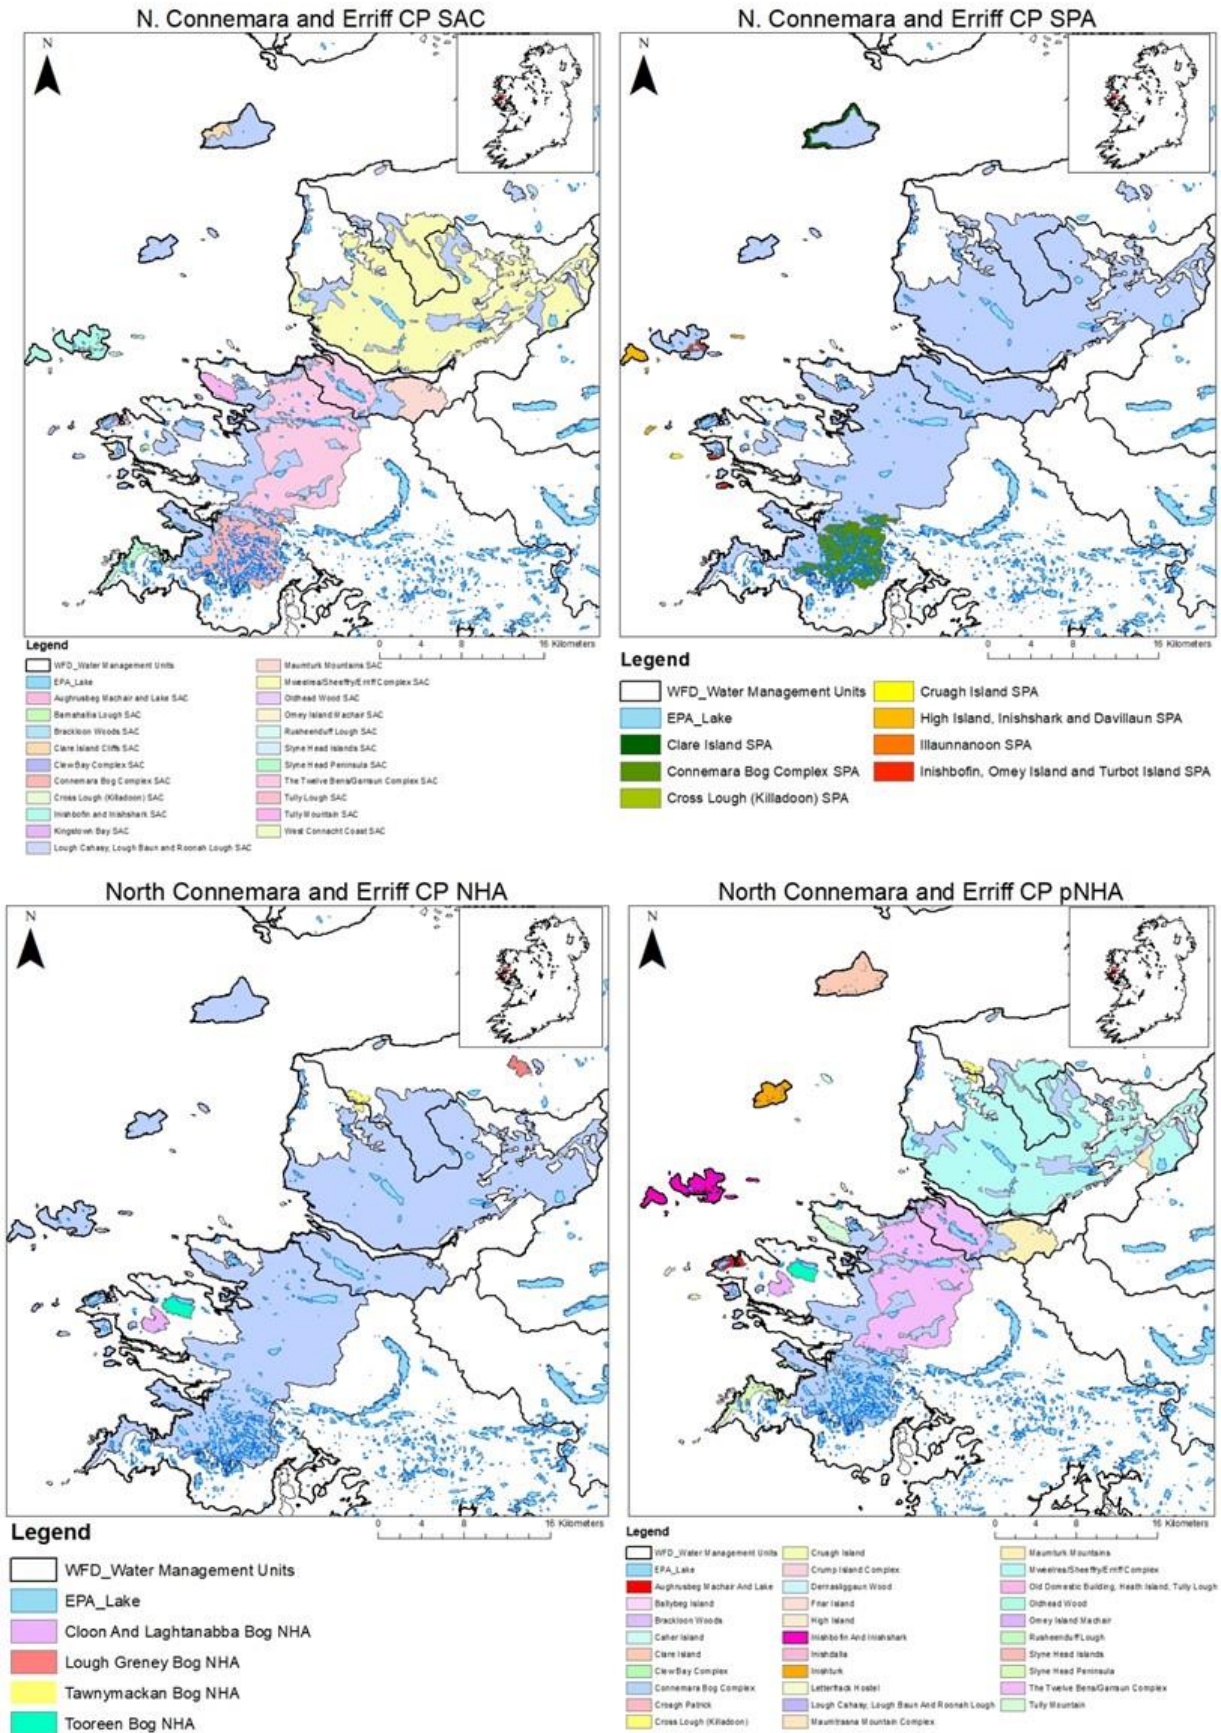 N. Connemara and Erriff CP SAC
N
0 4 8 16 Kilometers
Legend
WFD_Water Management Units
EPA_Lake
Aughrusbeg Machair and Lake SAC
Barnahallia Lough SAC
Brackloon Woods SAC
Clare Island Cliffs SAC
Clew Bay Complex SAC
Connemara Bog Complex SAC
Cross Lough (Killadoon) SAC
Inishbofin and Inishshark SAC
Kingstown Bay SAC
Lough Cahasy, Lough Baun and Roonah Lough SAC
Maumturk Mountains SAC
Mweelrea/Sheeffry/Erriff Complex SAC
Oldhead Wood SAC
Omey Island Machair SAC
Rusheenduff Lough SAC
Slyne Head Islands SAC
Slyne Head Peninsula SAC
The Twelve Bens/Garraun Complex SAC
Tully Lough SAC
Tully Mountain SAC
West Connacht Coast SAC
N. Connemara and Erriff CP SPA
N
0 4 8 16 Kilometers
Legend
WFD_Water Management Units
EPA_Lake
Clare Island SPA
Connemara Bog Complex SPA
Cross Lough (Killadoon) SPA
Cruagh Island SPA
High Island, Inishshark and Davillaun SPA
Illaunnanoon SPA
Inishbofin, Omey Island and Turbot Island SPA
North Connemara and Erriff CP NHA
N
0 4 8 16 Kilometers
Legend
WFD_Water Management Units
EPA_Lake
Cloon And Laghtanabba Bog NHA
Lough Greney Bog NHA
Tawnymackan Bog NHA
Tooreen Bog NHA
North Connemara and Erriff CP pNHA
N
0 4 8 16 Kilometers
Legend
WFD_Water Management Units
EPA_Lake
Aughrusbeg Machair And Lake
Ballybeg Island
Brackloon Woods
Caher Island
Clare Island
Clew Bay Complex
Connemara Bog Complex
Croagh Patrick
Cross Lough (Killadoon)
Cruagh Island
Crump Island Complex
Dernasliggaun Wood
Friar Island
High Island
Inishbofin And Inishshark
Inishdalla
Inishturk
Letterfrack Hostel
Lough Cahasy, Lough Baun And Roonah Lough
Maumtrasna Mountain Complex
Maumturk Mountains
Mweelrea/Sheeffry/Erriff Complex
Old Domestic Building, Heath Island, Tully Lough
Oldhead Wood
Omey Island Machair
Rusheenduff Lough
Slyne Head Islands
Slyne Head Peninsula
The Twelve Bens/Garraun Complex
Tully Mountain